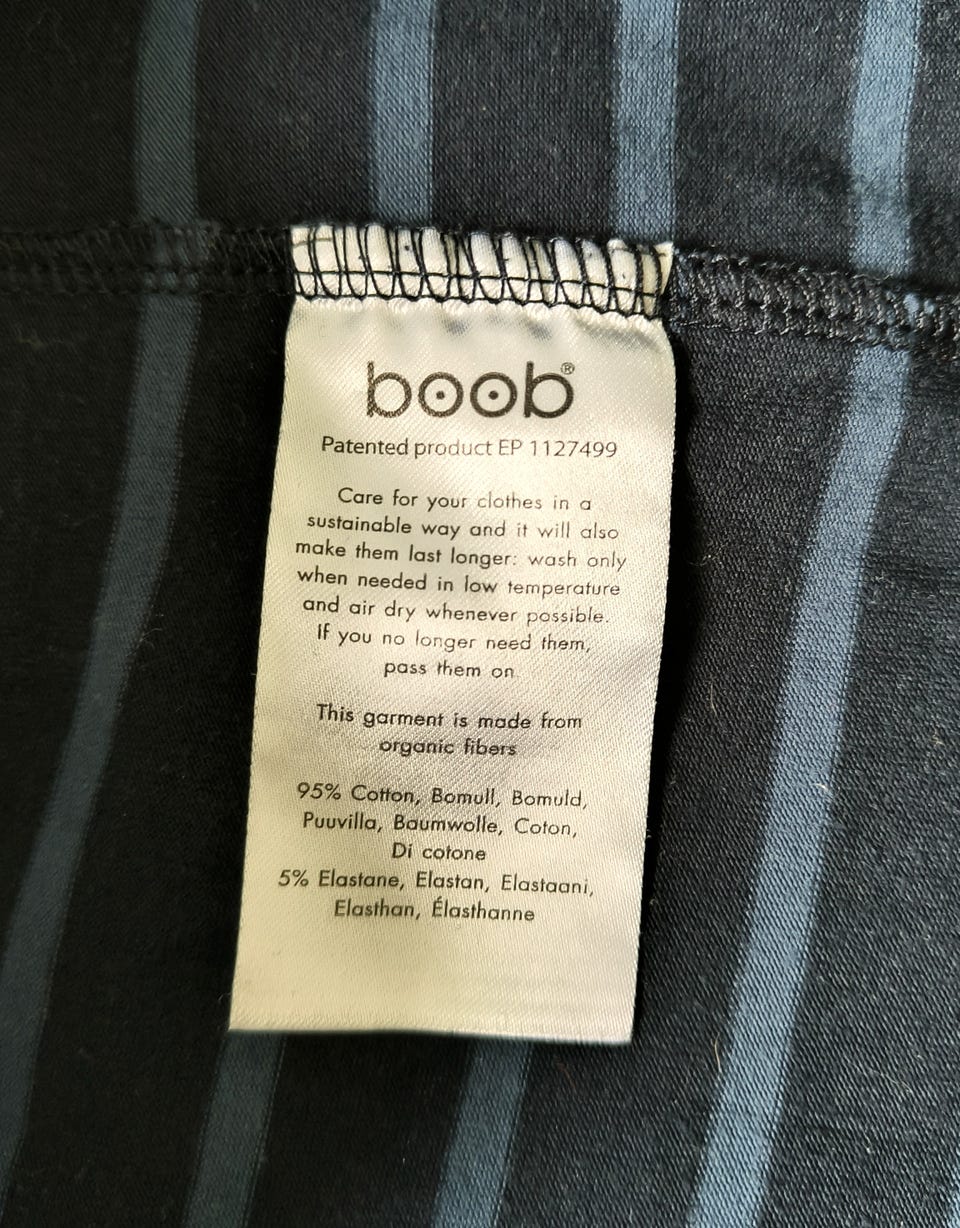 boob®
Patented product EP 1127499
Care for your clothes in a
sustainable way and it will also
make them last longer: wash only
when needed in low temperature
and air dry whenever possible.
If you no longer need them,
pass them on
This garment is made from
organic fibers
95% Cotton, Bomull, Bomuld,
Puuvilla, Baumwolle, Coton,
Di cotone
5% Elastane, Elastan, Elastaani,
Elasthan, Élasthanne